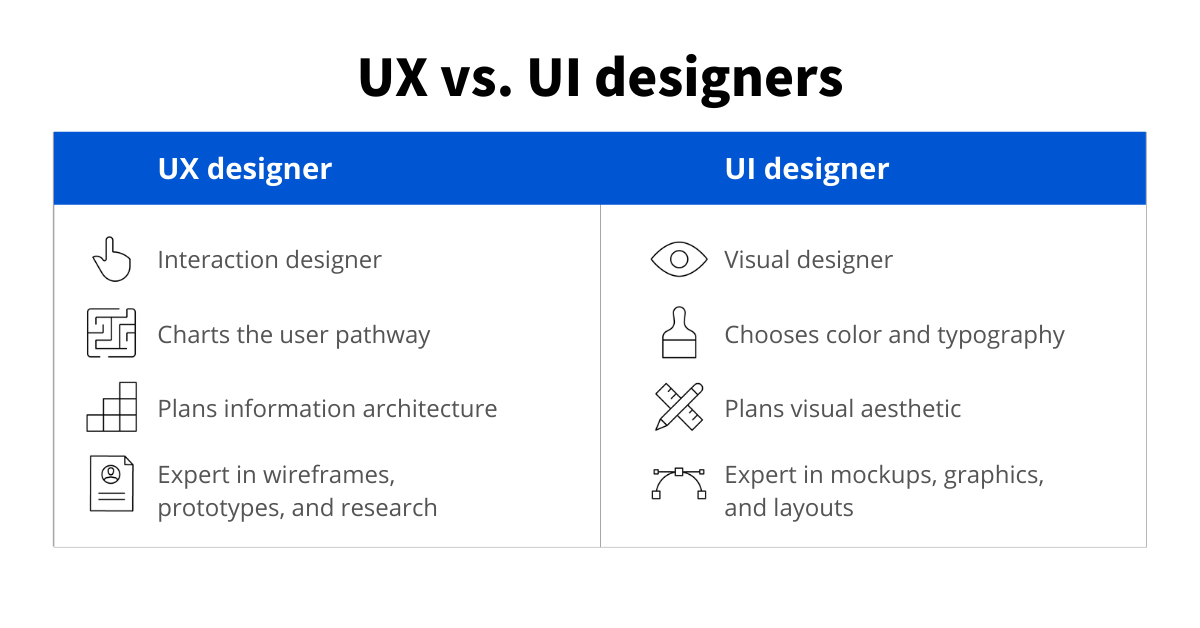 UX vs. UI designers
UX designer
UI designer
Interaction designer
Visual designer
Charts the user pathway
Chooses color and typography
Plans information architecture
Plans visual aesthetic
Expert in wireframes,
prototypes, and research
Expert in mockups, graphics,
and layouts